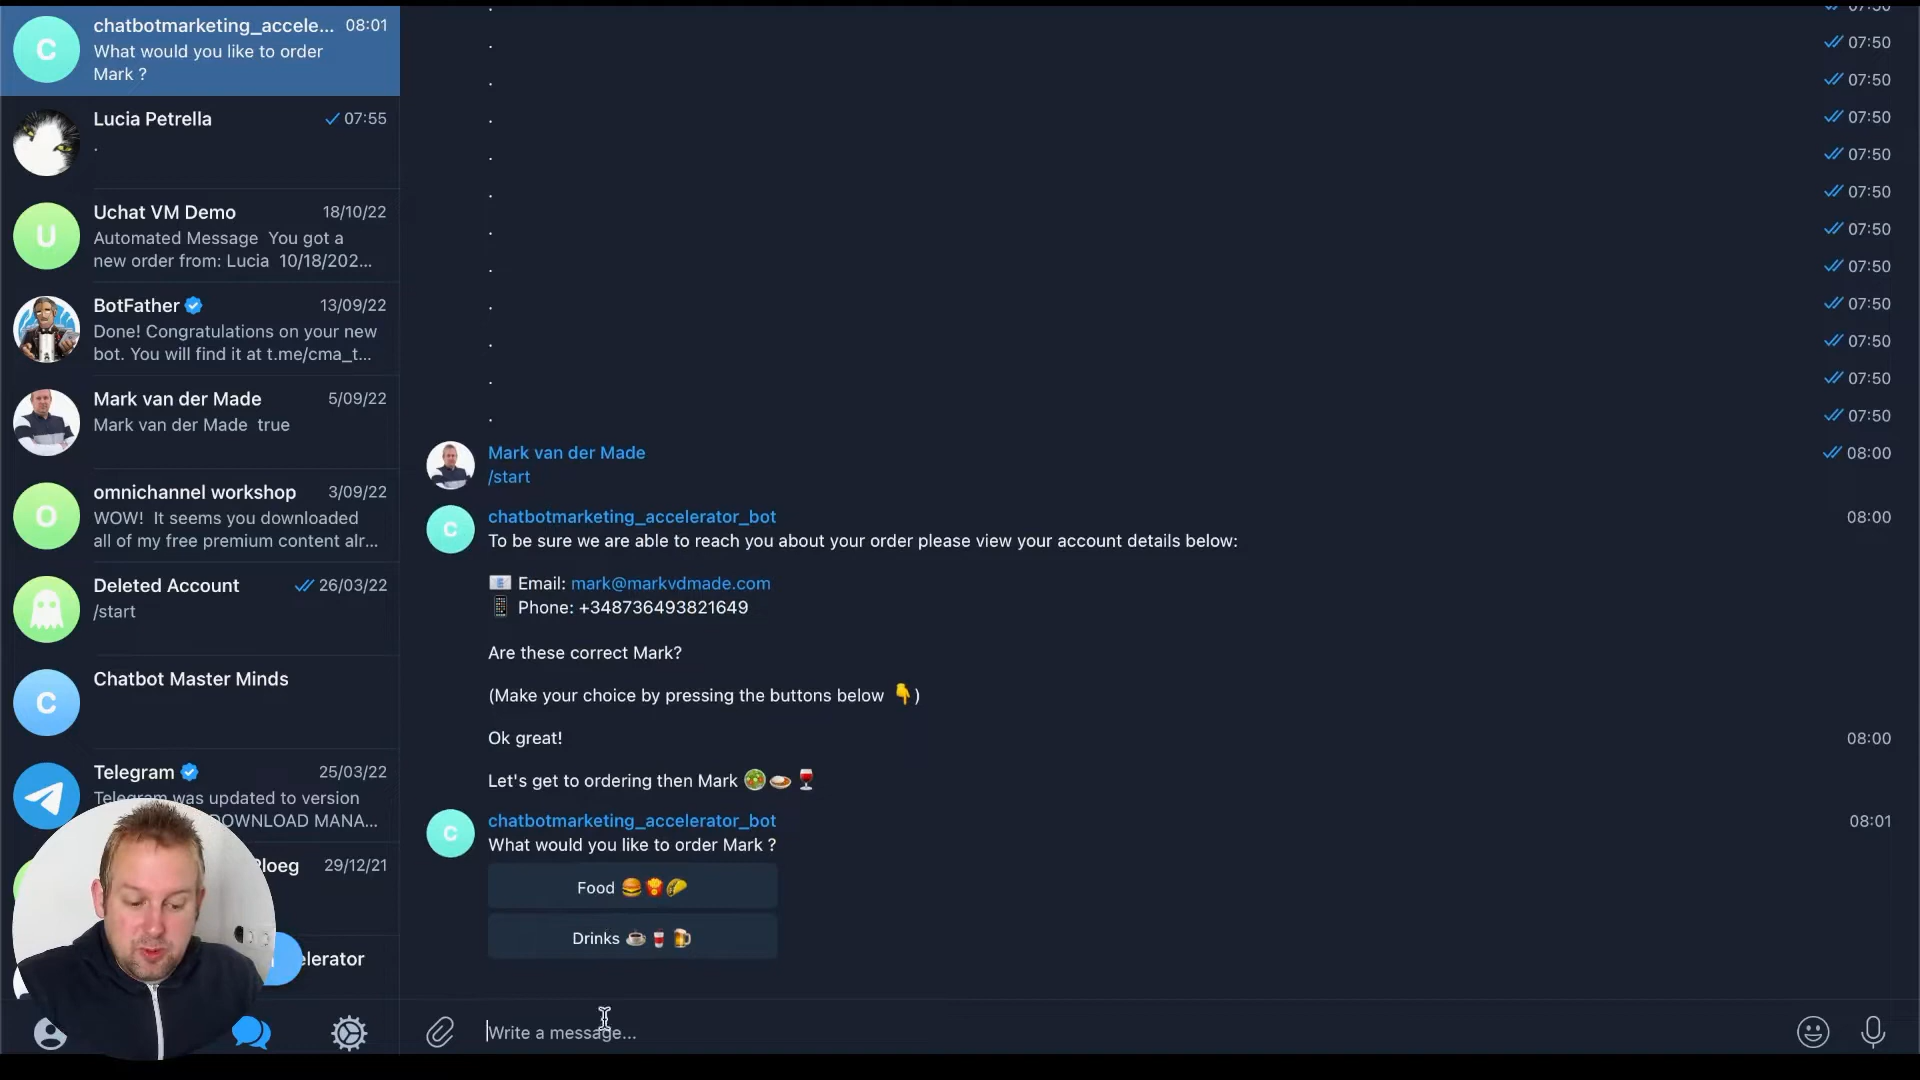 chatbotmarketing_accele... 08:01
What would you like to order
Mark ?
Lucia Petrella 07:55
.
Uchat VM Demo 18/10/22
Automated Message You got a
new order from: Lucia 10/18/202...
BotFather 13/09/22
Done! Congratulations on your new
bot. You will find it at t.me/cma_t...
Mark van der Made 5/09/22
Mark van der Made true
omnichannel workshop 3/09/22
WOW! It seems you downloaded
all of my free premium content alr...
Deleted Account 26/03/22
/start
Chatbot Master Minds
Telegram 25/03/22
Telegram was updated to version
OWNLOAD MANA...
Ploeg 29/12/21
elerator
. 07:50
. 07:50
. 07:50
. 07:50
. 07:50
. 07:50
. 07:50
. 07:50
. 07:50
. 07:50
. 07:50
. 07:50
Mark van der Made 08:00
/start
chatbotmarketing_accelerator_bot 08:00
To be sure we are able to reach you about your order please view your account details below:
📧 Email: mark@markvdmade.com
📱 Phone: +348736493821649
Are these correct Mark?
(Make your choice by pressing the buttons below 👇)
Ok great! 08:00
Let's get to ordering then Mark 🥗🍛🍷
chatbotmarketing_accelerator_bot 08:01
What would you like to order Mark ?
Food 🍔🍟🌮
Drinks ☕🥤🍺
Write a message...
C
U
O
C
C
C